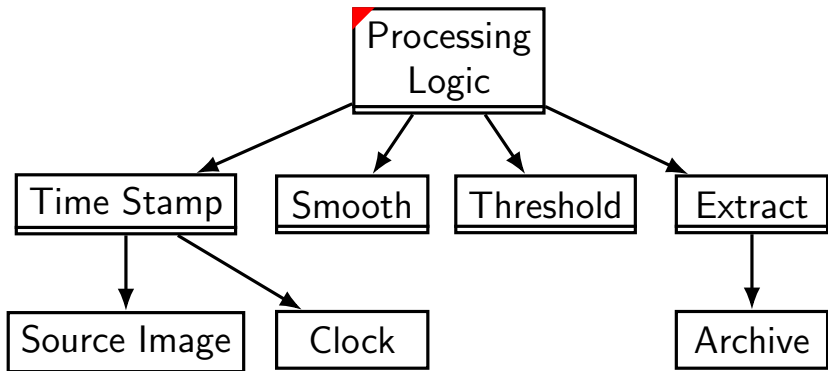 Processing
Logic
Time Stamp
Smooth
Threshold
Extract
Source Image
Clock
Archive